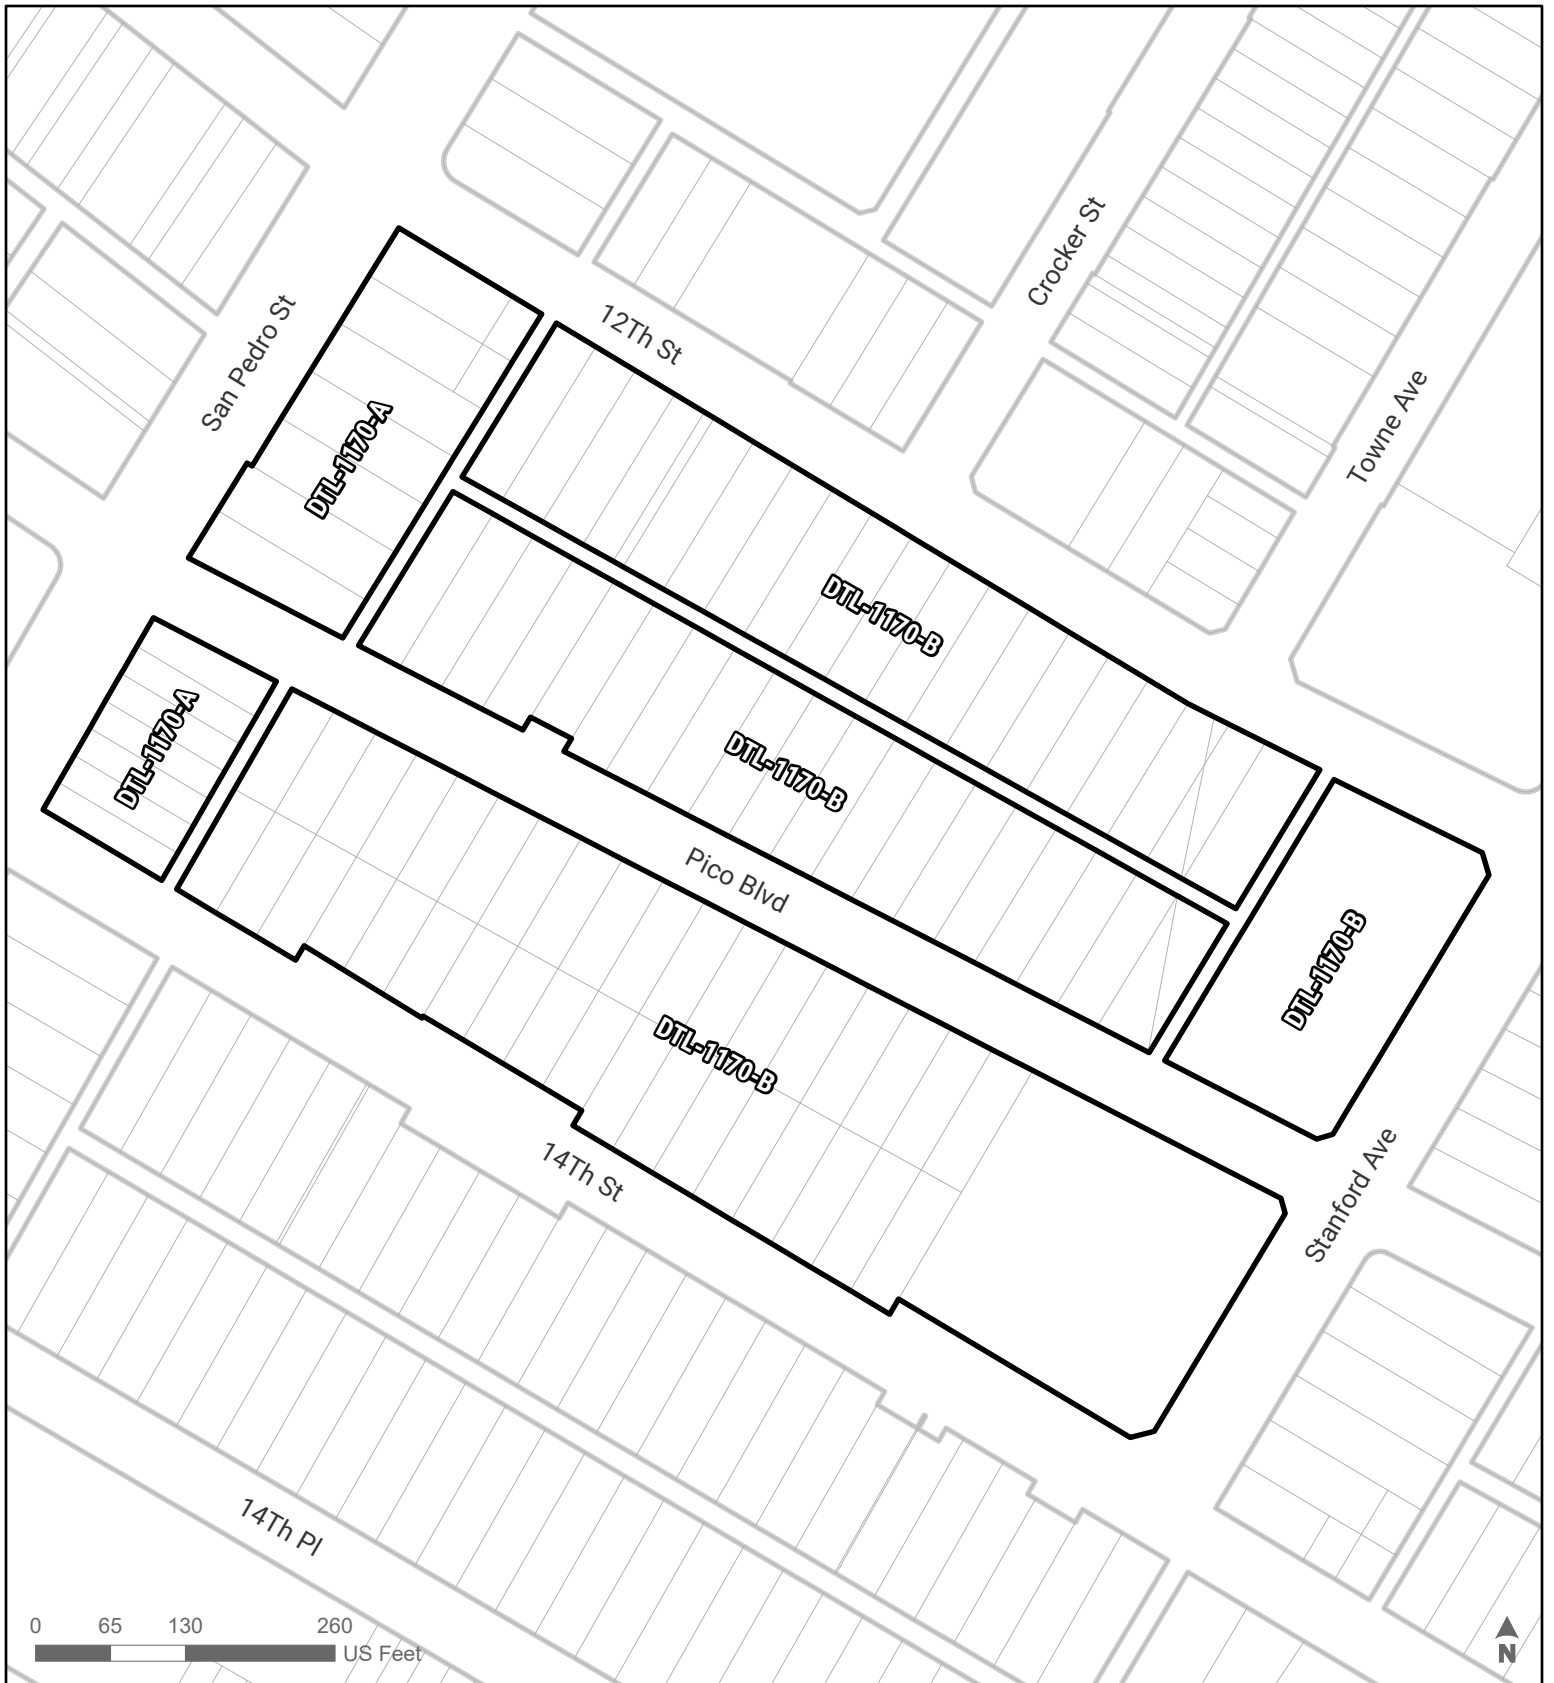 Crocker St
San Pedro St
12Th St
Towne Ave
DTL-1170-A
DTL-1170-B
DTL-1170-A
DTL-1170-B
Pico Blvd
DTL-1170-B
DTL-1170-B
14Th St
Stanford Ave
14Th Pl
0 65 130 260
US Feet
N